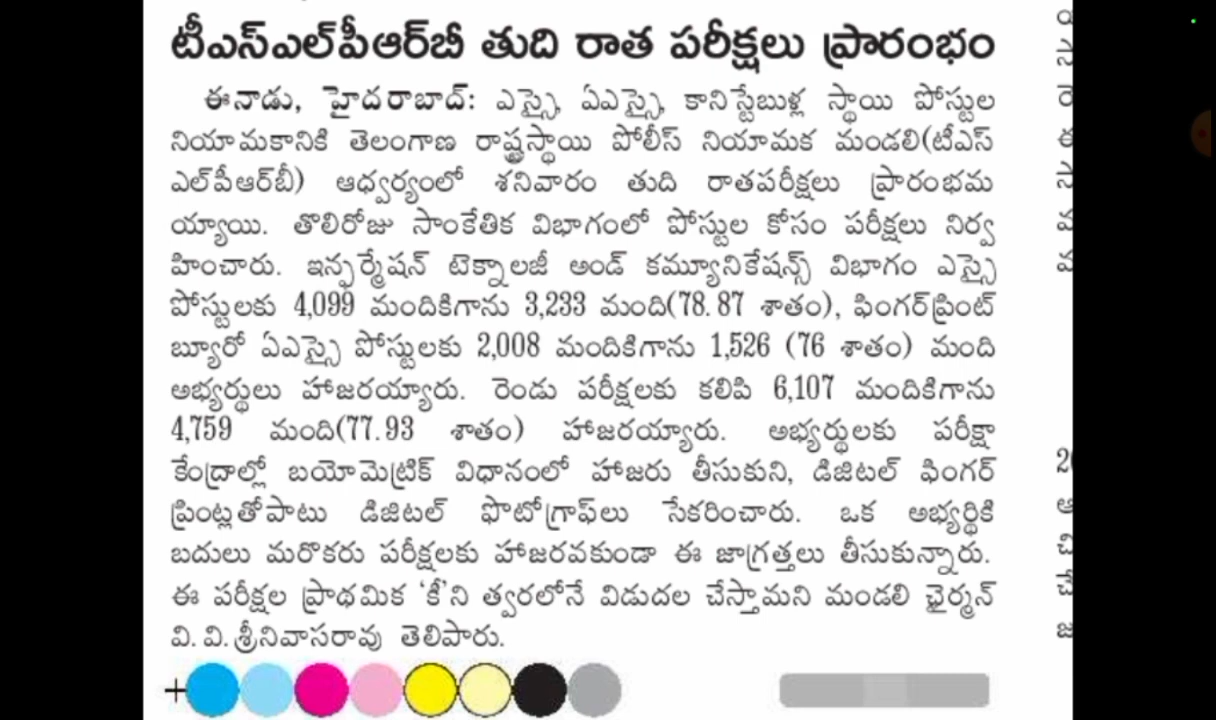 టీఎస్ఎల్‌పీఆర్‌బీ తుది రాత పరీక్షలు ప్రారంభం
ఈనాడు, హైదరాబాద్: ఎస్సై, ఏఎస్సై, కానిస్టేబుళ్ల స్థాయి పోస్టుల
నియామకానికి తెలంగాణ రాష్ట్రస్థాయి పోలీస్ నియామక మండలి(టీఎస్
ఎల్‌పీఆర్‌బీ) ఆధ్వర్యంలో శనివారం తుది రాతపరీక్షలు ప్రారంభమ
య్యాయి. తొలిరోజు సాంకేతిక విభాగంలో పోస్టుల కోసం పరీక్షలు నిర్వ
హించారు. ఇన్ఫర్మేషన్ టెక్నాలజీ అండ్ కమ్యూనికేషన్స్ విభాగం ఎస్సై
పోస్టులకు 4,099 మందికిగాను 3,233 మంది(78.87 శాతం), ఫింగర్‌ప్రింట్
బ్యూరో ఏఎస్సై పోస్టులకు 2,008 మందికిగాను 1,526 (76 శాతం) మంది
అభ్యర్థులు హాజరయ్యారు. రెండు పరీక్షలకు కలిపి 6,107 మందికిగాను
4,759 మంది(77.93 శాతం) హాజరయ్యారు. అభ్యర్థులకు పరీక్షా
కేంద్రాల్లో బయోమెట్రిక్ విధానంలో హాజరు తీసుకుని, డిజిటల్ ఫింగర్
ప్రింట్లతోపాటు డిజిటల్ ఫొటోగ్రాఫ్‌లు సేకరించారు. ఒక అభ్యర్థికి
బదులు మరొకరు పరీక్షలకు హాజరవకుండా ఈ జాగ్రత్తలు తీసుకున్నారు.
ఈ పరీక్షల ప్రాథమిక ‘కీ’ని త్వరలోనే విడుదల చేస్తామని మండలి ఛైర్మన్
వి.వి.శ్రీనివాసరావు తెలిపారు.